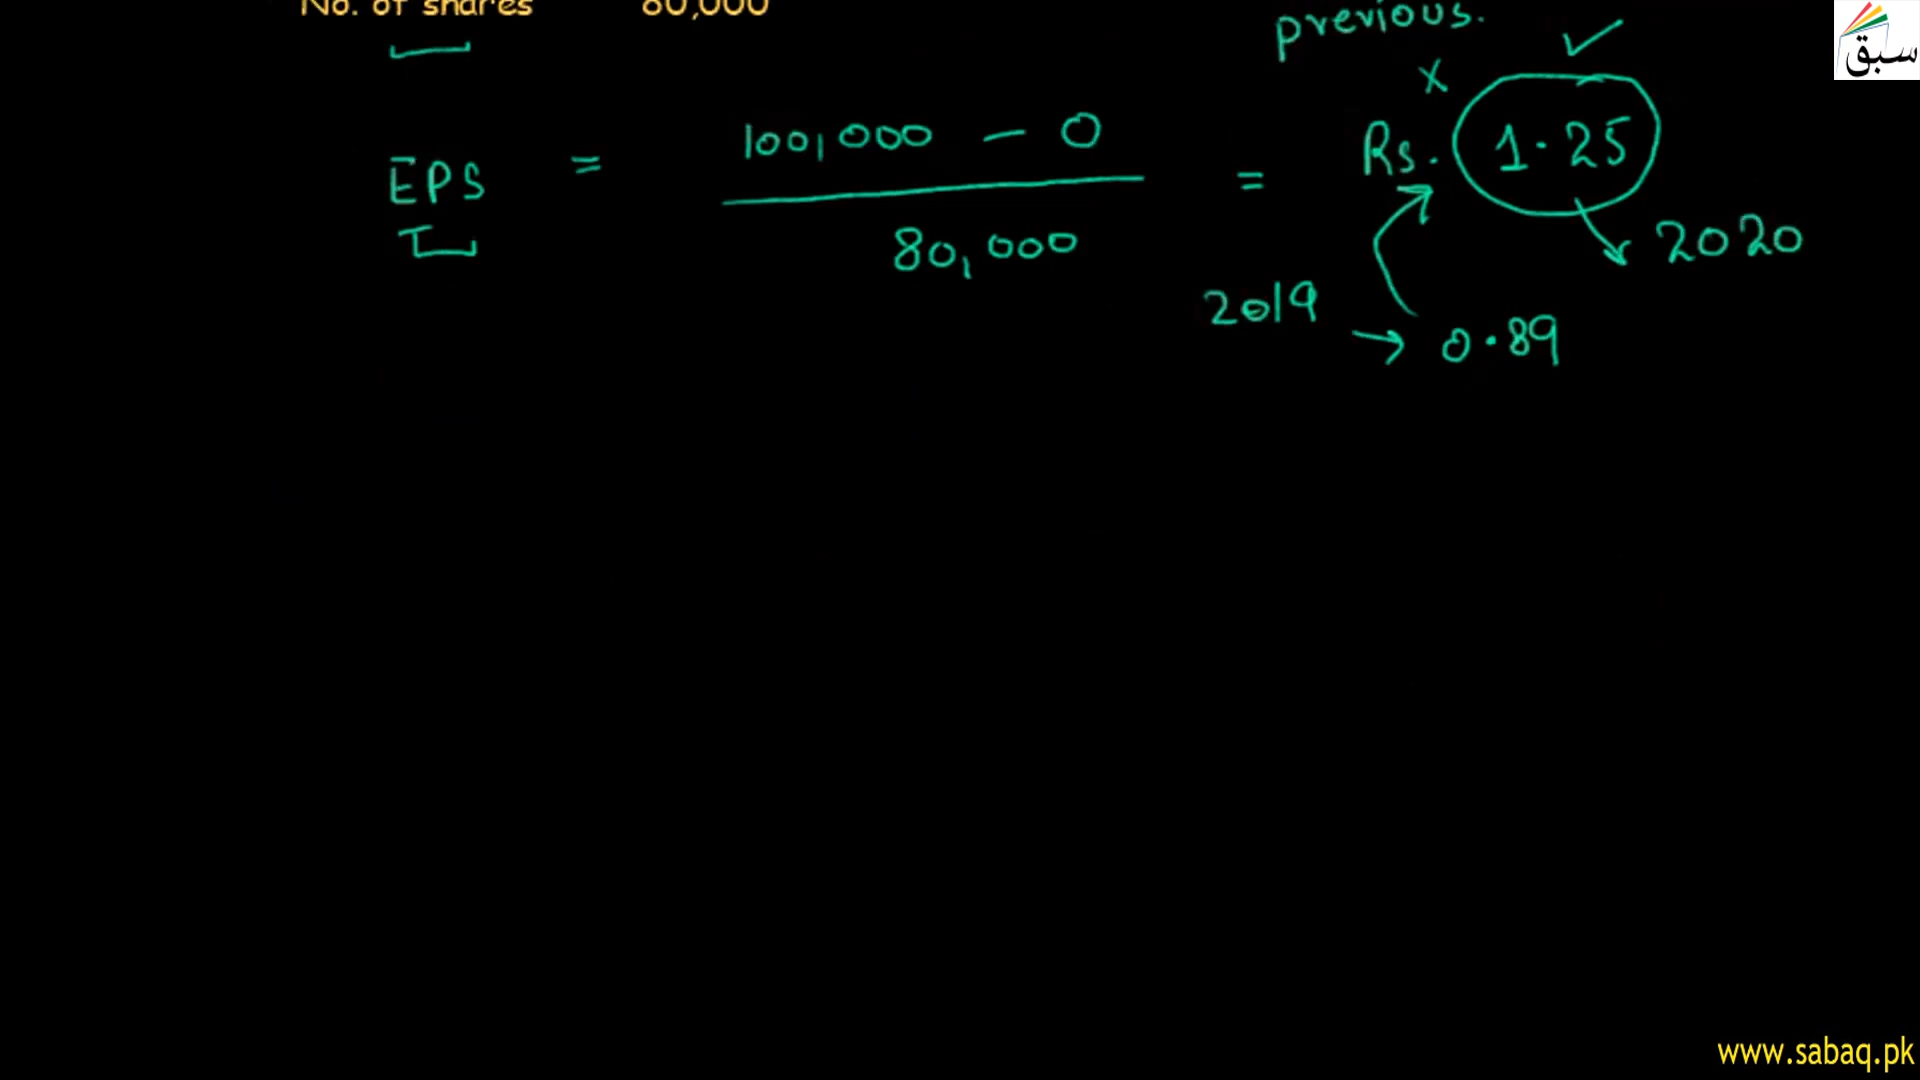 No. of shares 80,000
previous.
سبق
x ✓
EPS = 100,000 - 0 / 80,000 = Rs. 1.25
2020
2019 → 0.89
www.sabaq.pk